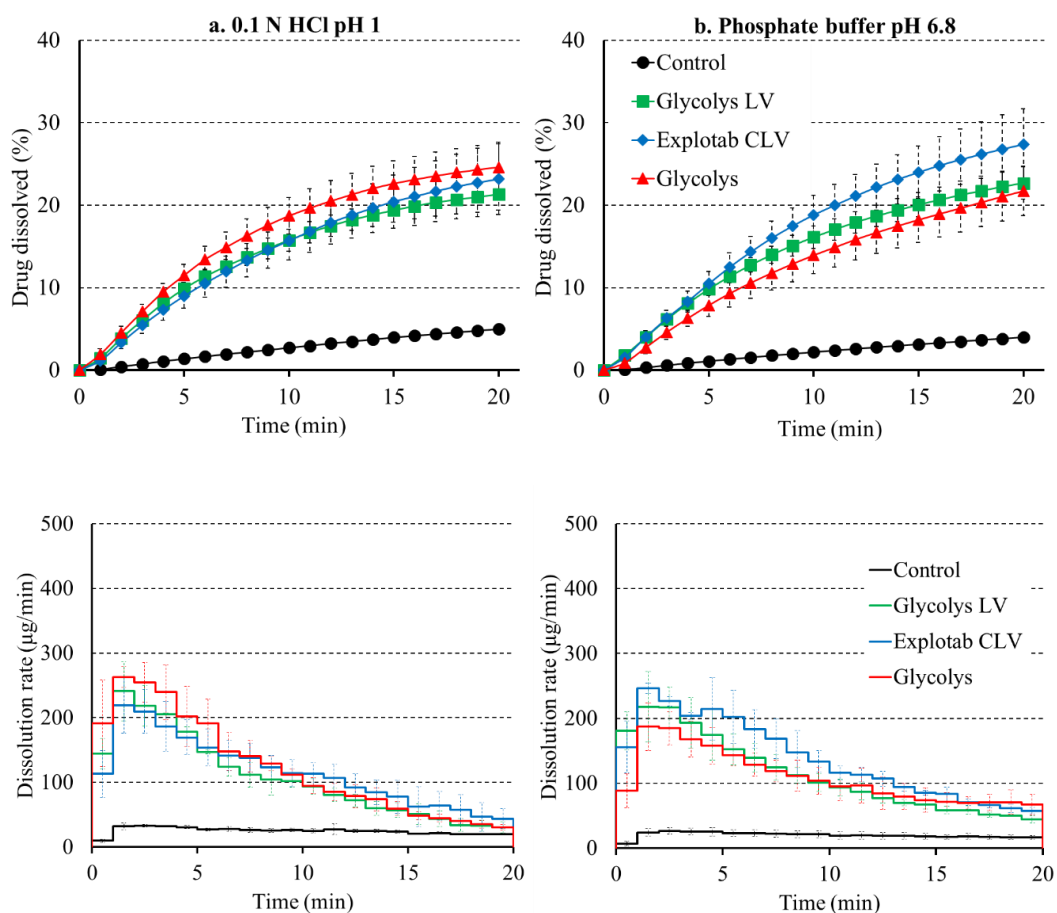 a. 0.1 N HCl pH 1
40
30
20
10
0
Drug dissolved (%)
0
5
10
15
20
Time (min)
b. Phosphate buffer pH 6.8
40
30
20
10
0
Drug dissolved (%)
Control
Glycolys LV
Explotab CLV
Glycolys
0
5
10
15
20
Time (min)
500
400
300
200
100
0
Dissolution rate (µg/min)
0
5
10
15
20
Time (min)
500
400
300
200
100
0
Dissolution rate (µg/min)
Control
Glycolys LV
Explotab CLV
Glycolys
0
5
10
15
20
Time (min)